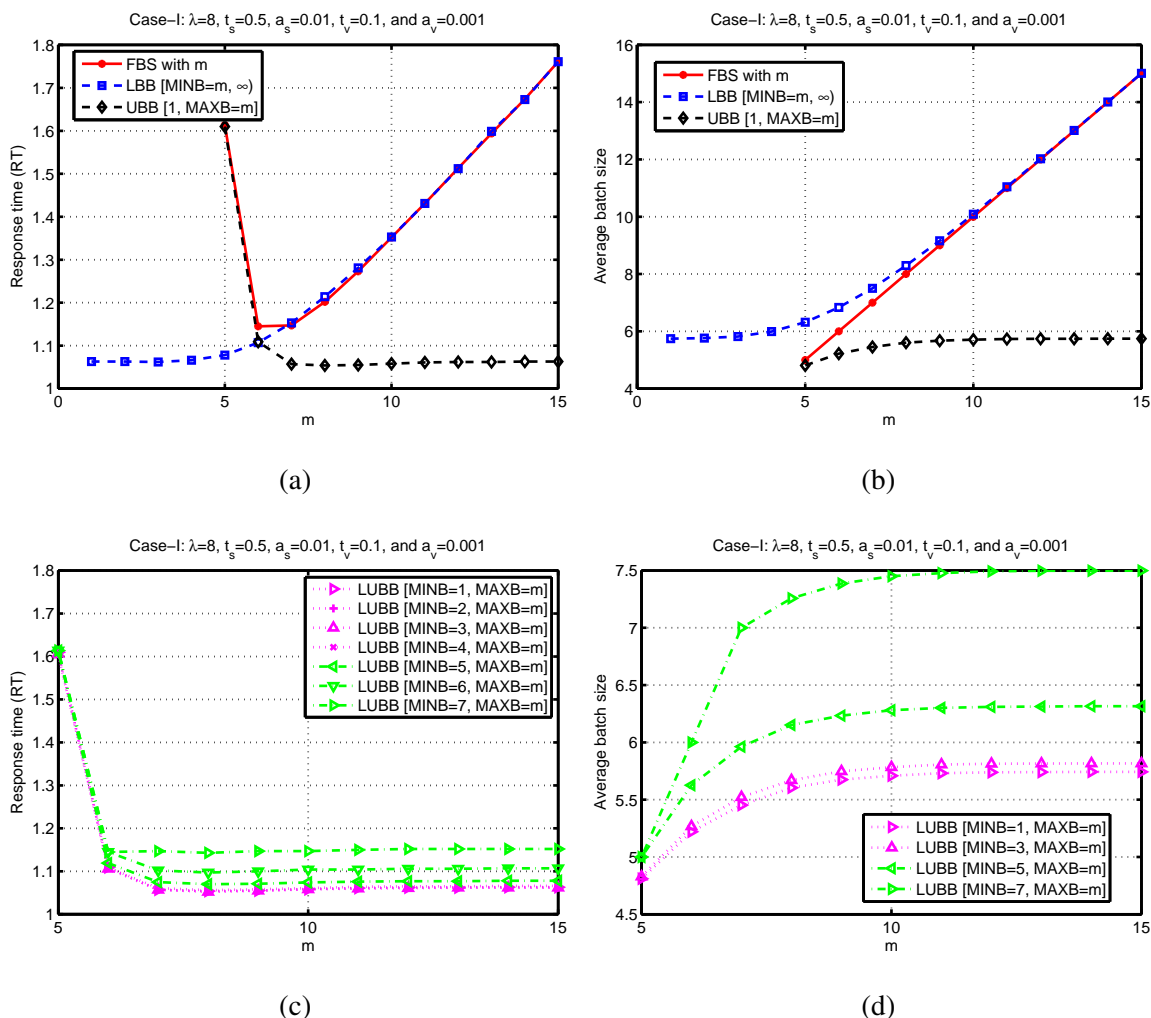 Case−I: λ=8, t_s=0.5, a_s=0.01, t_v=0.1, and a_v=0.001
1.8
1.7
1.6
1.5
1.4
1.3
1.2
1.1
1
Response time (RT)
FBS with m
LBB [MINB=m, ∞)
UBB [1, MAXB=m]
0
5
10
15
m
(a)
Case−I: λ=8, t_s=0.5, a_s=0.01, t_v=0.1, and a_v=0.001
16
14
12
10
8
6
4
Average batch size
FBS with m
LBB [MINB=m, ∞)
UBB [1, MAXB=m]
0
5
10
15
m
(b)
Case−I: λ=8, t_s=0.5, a_s=0.01, t_v=0.1, and a_v=0.001
1.8
1.7
1.6
1.5
1.4
1.3
1.2
1.1
1
Response time (RT)
LUBB [MINB=1, MAXB=m]
LUBB [MINB=2, MAXB=m]
LUBB [MINB=3, MAXB=m]
LUBB [MINB=4, MAXB=m]
LUBB [MINB=5, MAXB=m]
LUBB [MINB=6, MAXB=m]
LUBB [MINB=7, MAXB=m]
5
10
15
m
(c)
Case−I: λ=8, t_s=0.5, a_s=0.01, t_v=0.1, and a_v=0.001
7.5
7
6.5
6
5.5
5
4.5
Average batch size
LUBB [MINB=1, MAXB=m]
LUBB [MINB=3, MAXB=m]
LUBB [MINB=5, MAXB=m]
LUBB [MINB=7, MAXB=m]
5
10
15
m
(d)